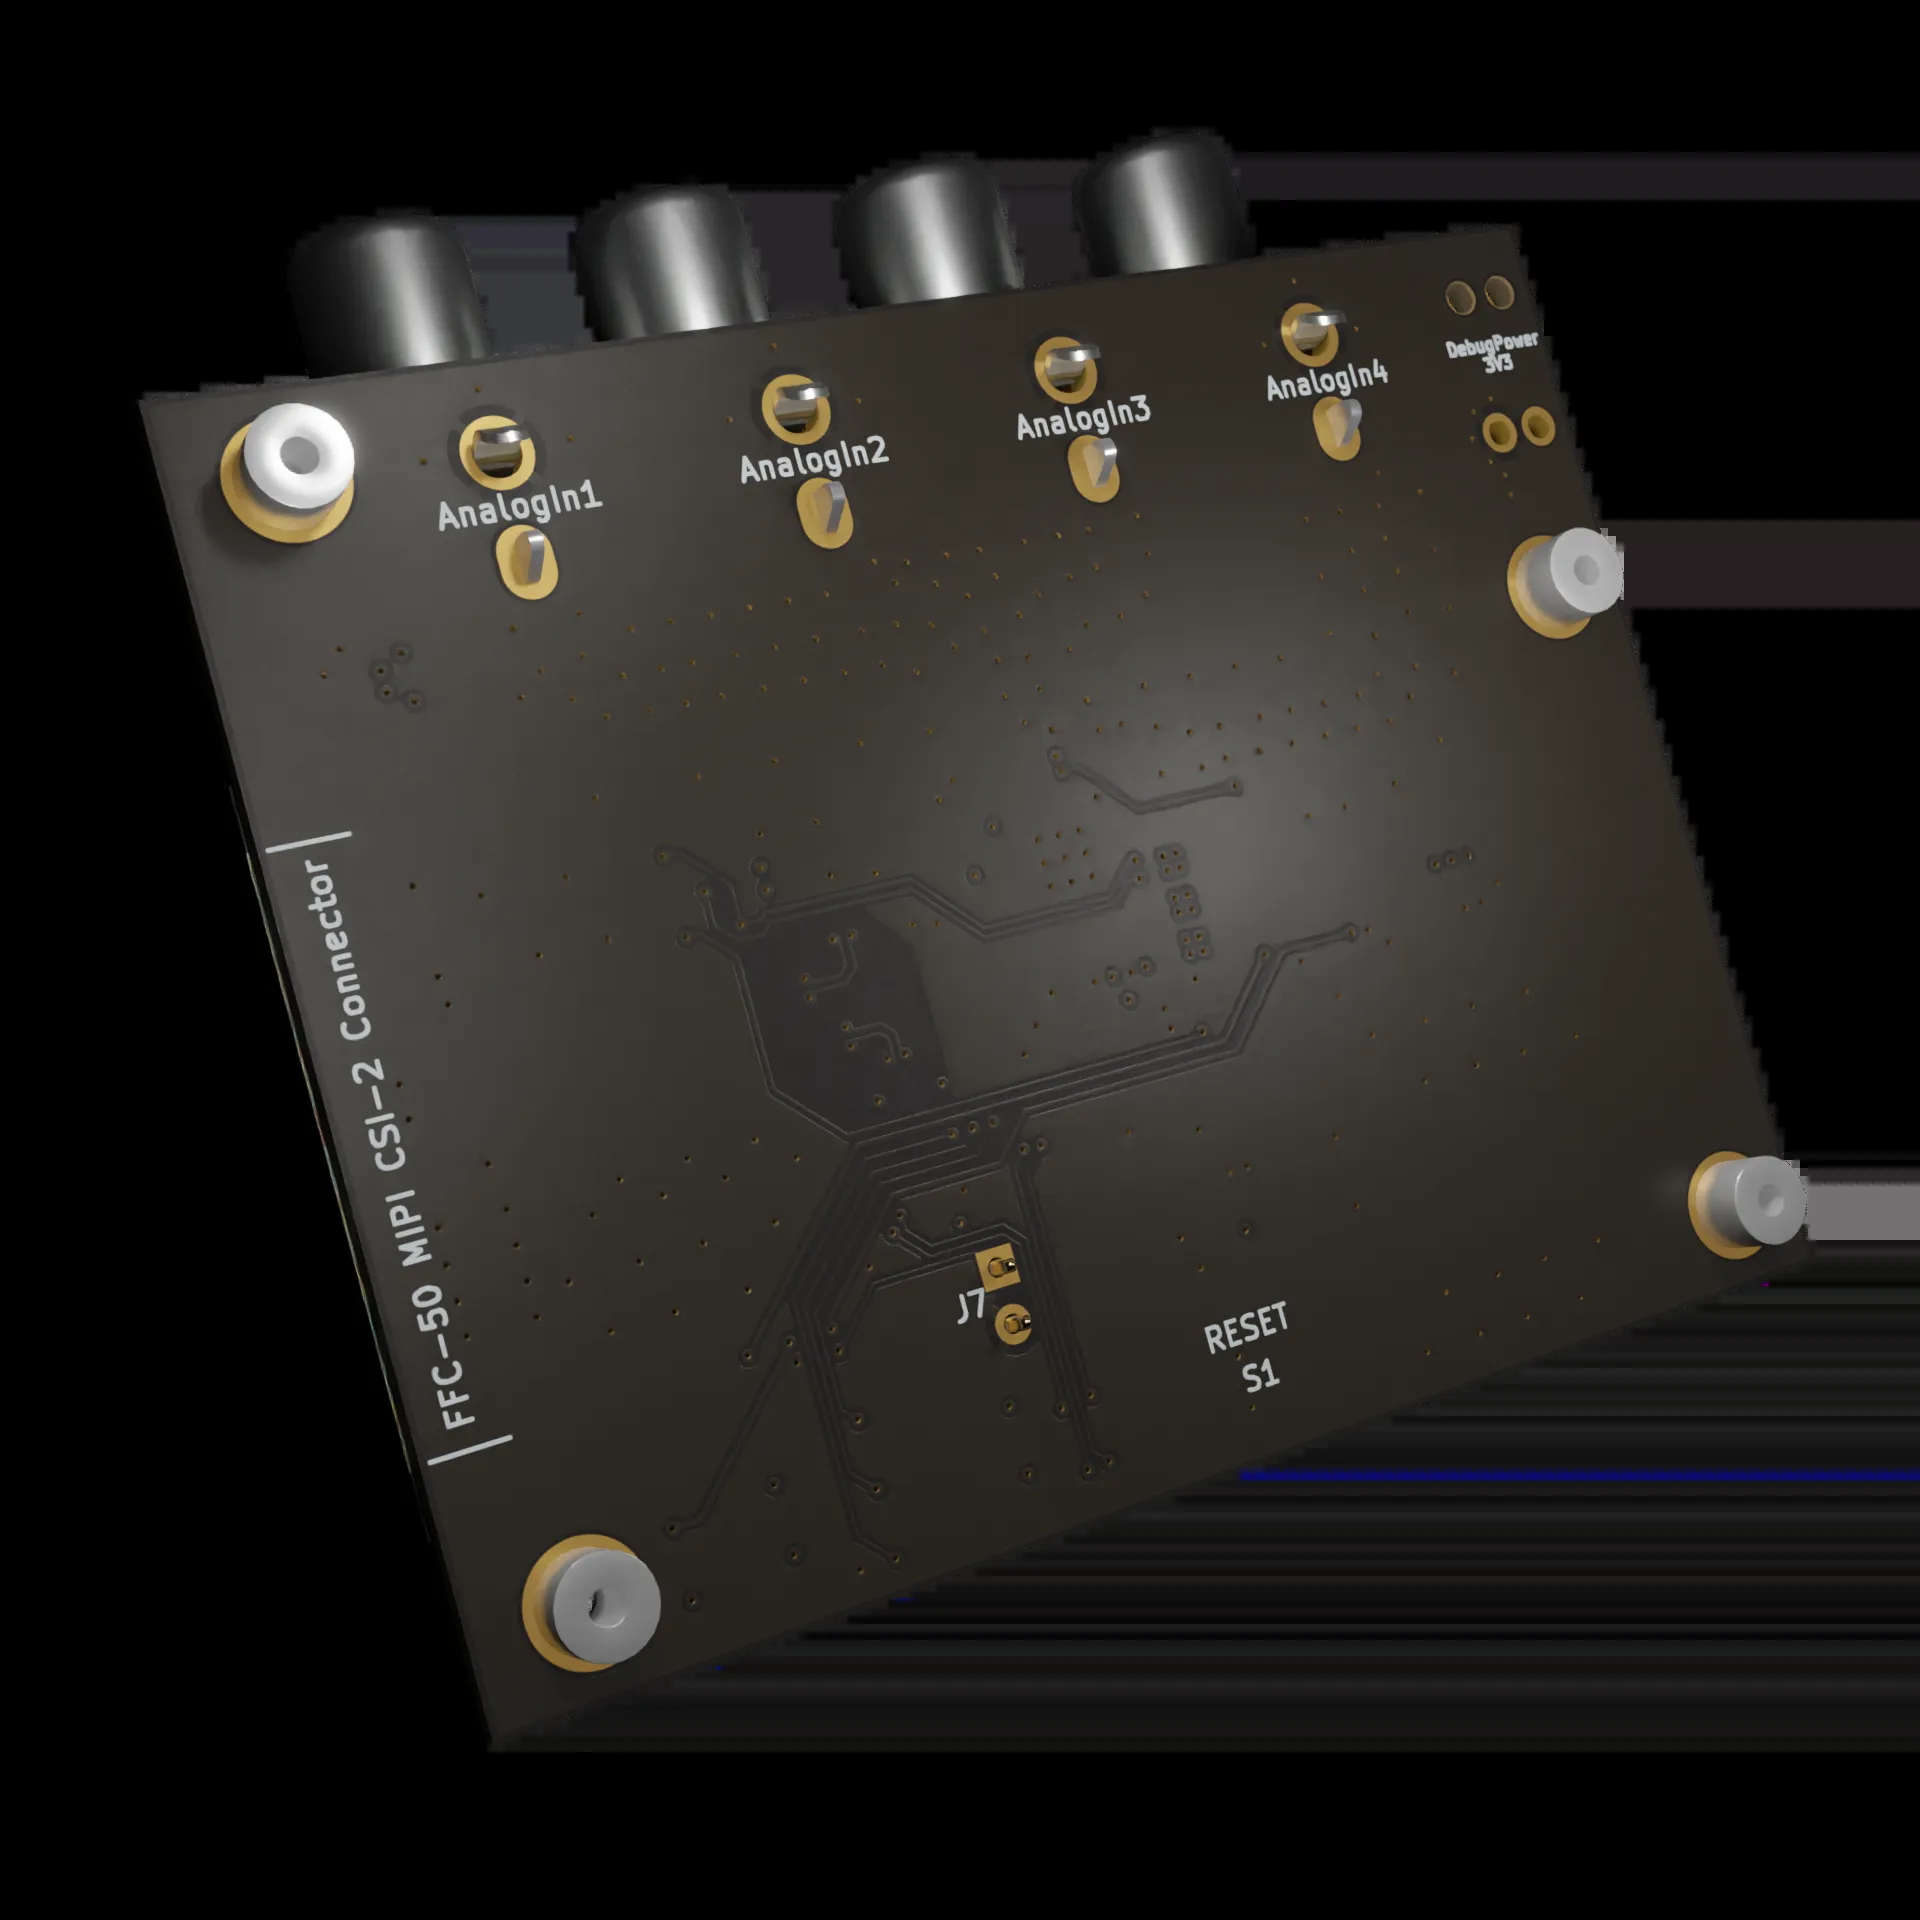 DebugPower
3V3
AnalogIn4
AnalogIn3
AnalogIn2
AnalogIn1
FFC-50 MIPI CSI-2 Connector
J7
RESET
S1